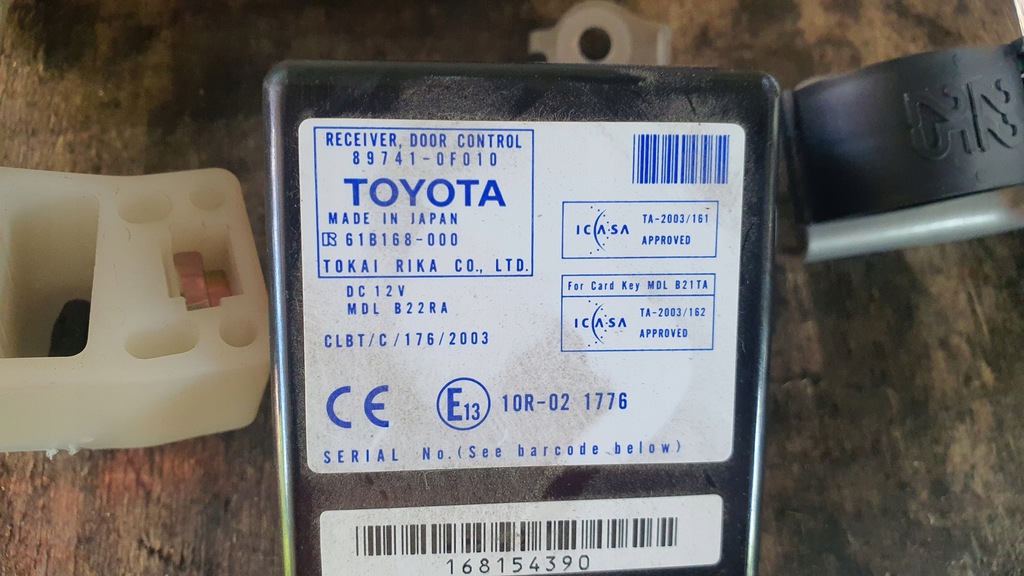 RECEIVER, DOOR CONTROL
89741-0F010
TOYOTA
MADE IN JAPAN
R 61B168-000
TOKAI RIKA CO., LTD.
DC 12V
MDL B22RA
CLBT/C/176/2003
ICASA
TA-2003/161
APPROVED
For Card Key MDL B21TA
ICASA
TA-2003/162
APPROVED
CE
E13 10R-02 1776
SERIAL No.(See barcode below)
168154390